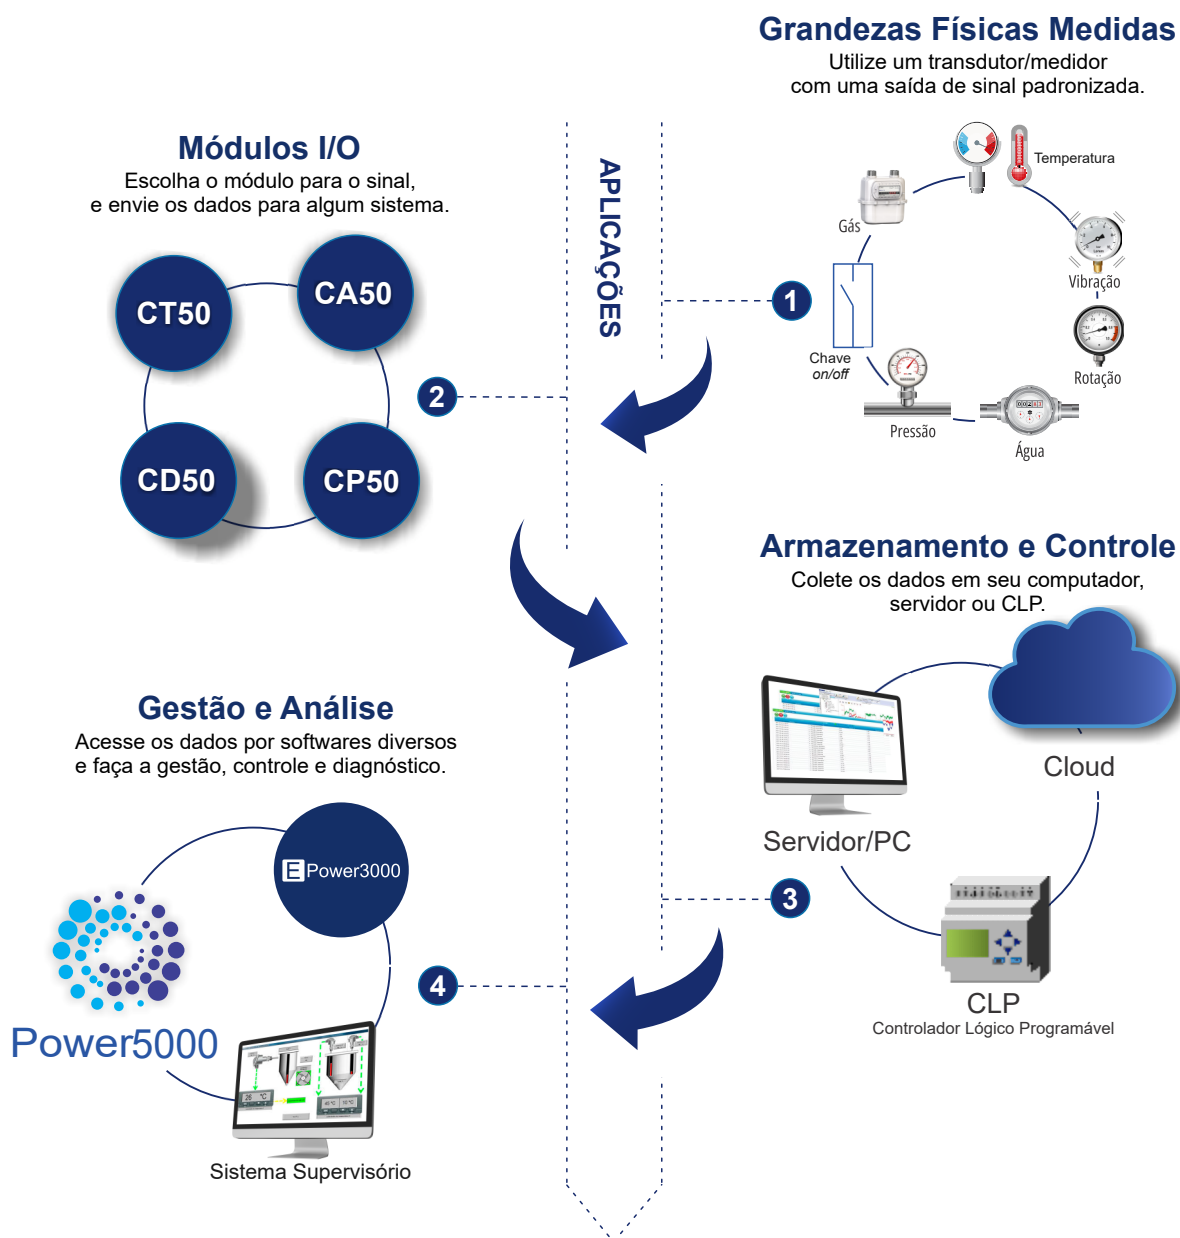 Grandezas Físicas Medidas
Utilize um transdutor/medidor
com uma saída de sinal padronizada.
Temperatura
Gás
Vibração
Chave
on/off
Rotação
Pressão
Água
1
APLICAÇÕES
Módulos I/O
Escolha o módulo para o sinal,
e envie os dados para algum sistema.
CT50
CA50
CD50
CP50
2
Armazenamento e Controle
Colete os dados em seu computador,
servidor ou CLP.
Cloud
Servidor/PC
CLP
Controlador Lógico Programável
3
Gestão e Análise
Acesse os dados por softwares diversos
e faça a gestão, controle e diagnóstico.
E Power3000
Power5000
Sistema Supervisório
4